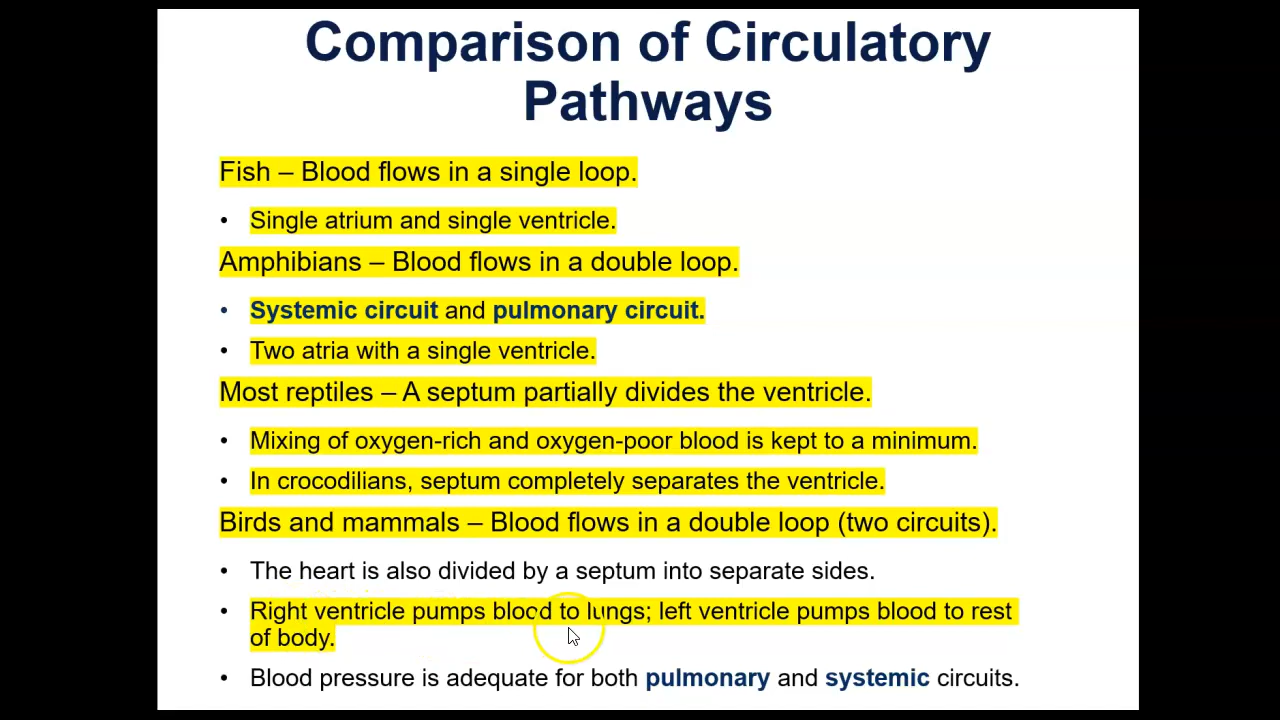 Comparison of Circulatory
Pathways
Fish – Blood flows in a single loop.
• Single atrium and single ventricle.
Amphibians – Blood flows in a double loop.
• Systemic circuit and pulmonary circuit.
• Two atria with a single ventricle.
Most reptiles – A septum partially divides the ventricle.
• Mixing of oxygen-rich and oxygen-poor blood is kept to a minimum.
• In crocodilians, septum completely separates the ventricle.
Birds and mammals – Blood flows in a double loop (two circuits).
• The heart is also divided by a septum into separate sides.
• Right ventricle pumps blood to lungs; left ventricle pumps blood to rest
of body.
• Blood pressure is adequate for both pulmonary and systemic circuits.